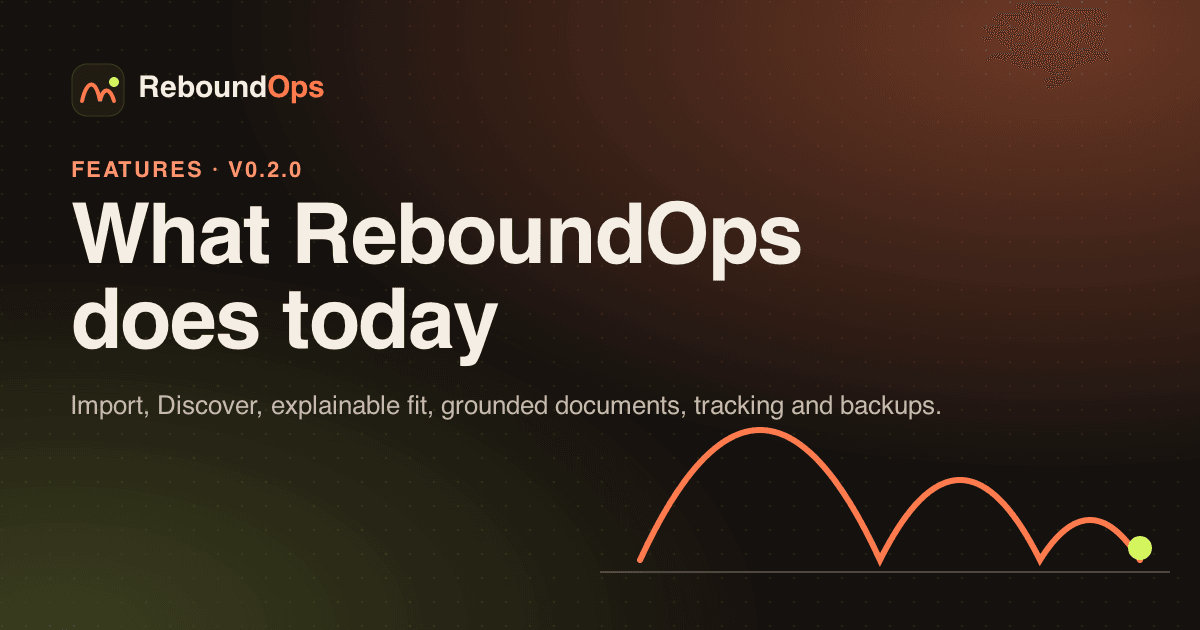 ReboundOps
FEATURES · V0.2.0
What ReboundOps
does today
Import, Discover, explainable fit, grounded documents, tracking and backups.